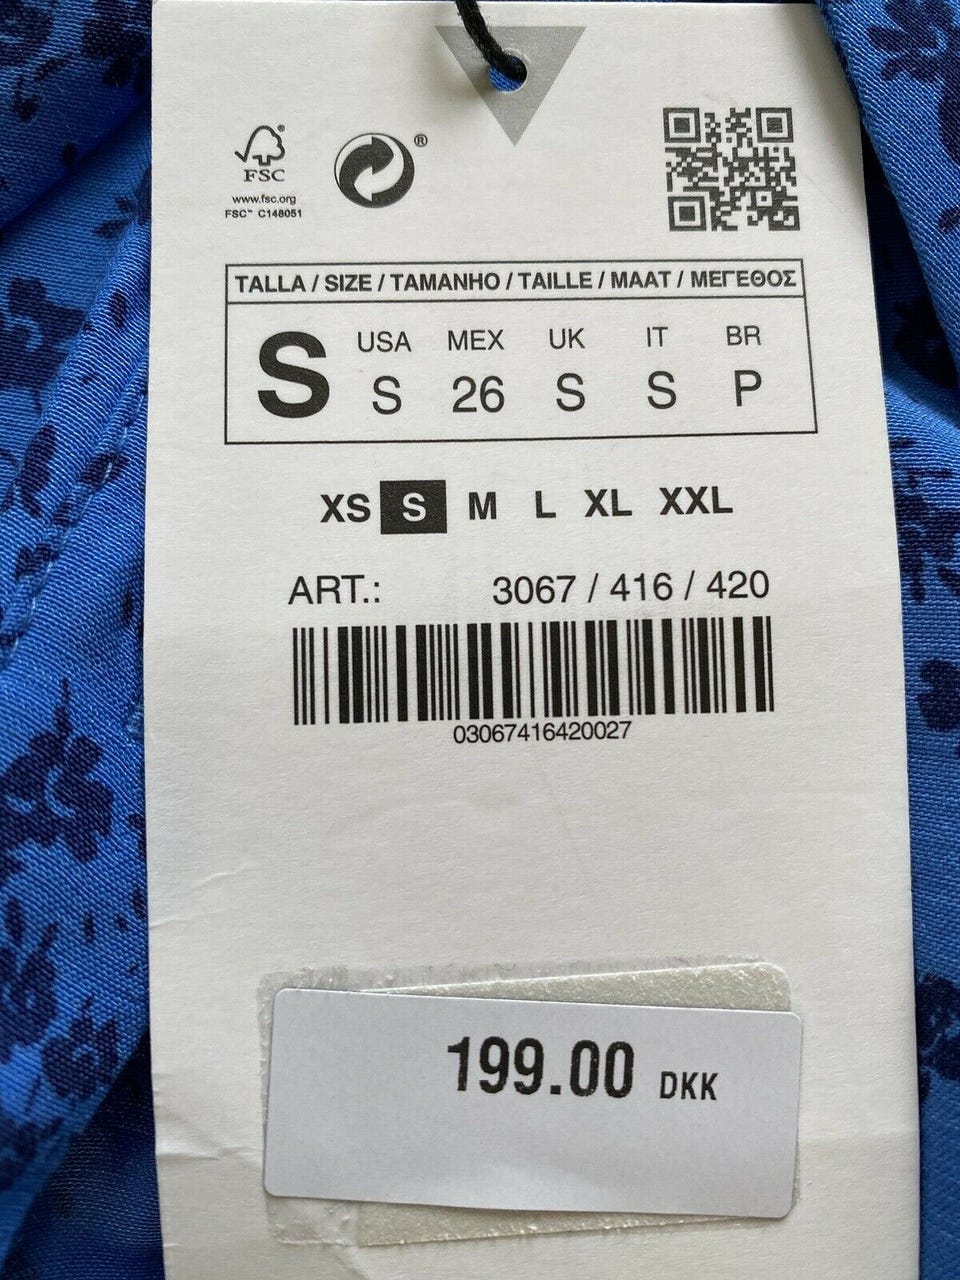 FSC®
www.fsc.org
FSC™ C148051
®
TALLA / SIZE / TAMANHO / TAILLE / MAAT / ΜΕΓΕΘΟΣ
S
USA MEX UK IT BR
S 26 S S P
XS S M L XL XXL
ART.: 3067 / 416 / 420
03067416420027
199.00 DKK